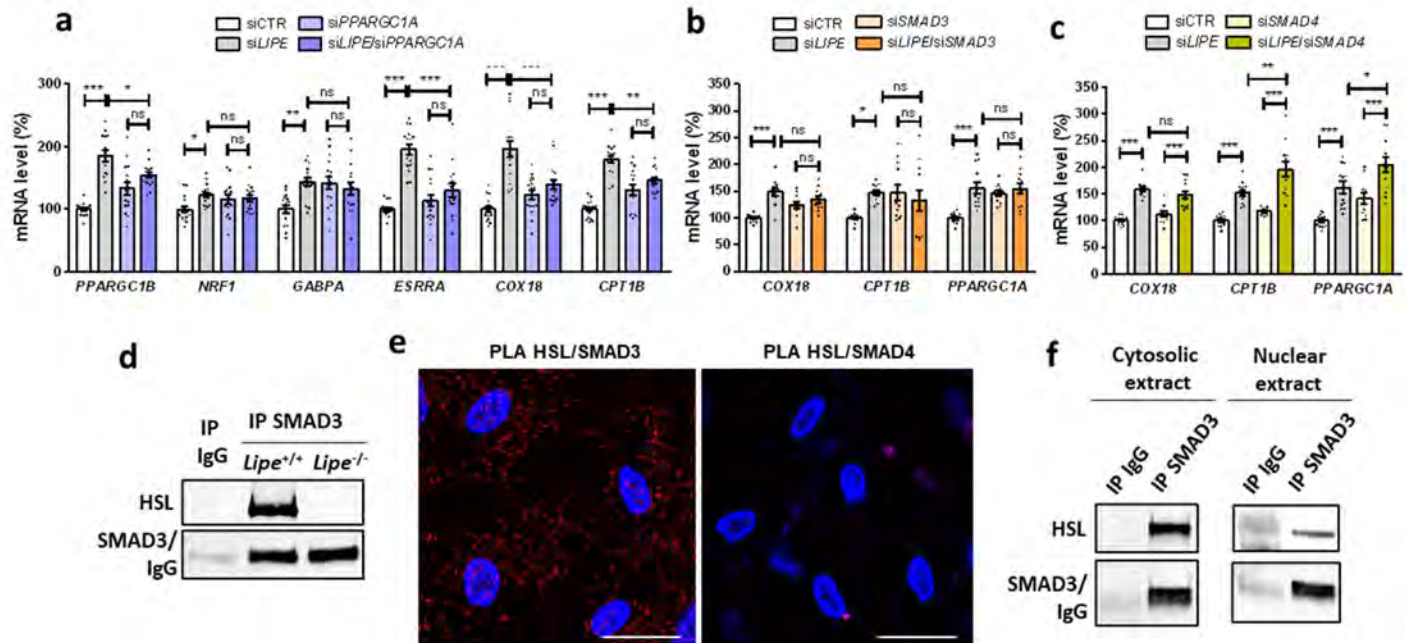 a
siCTR
siPPARGC1A
siLIPE
siLIPE/siPPARGC1A
mRNA level (%)
300
200
100
0
*** * ns
* ns ns
** ns ns
*** *** ns
ns
*** ** ns
PPARGC1B NRF1 GABPA ESRRA COX18 CPT1B
b
siCTR
siSMAD3
siLIPE
siLIPE/siSMAD3
mRNA level (%)
350
300
250
200
150
100
50
0
*** ns ns
* ns ns
*** ns ns
COX18 CPT1B PPARGC1A
c
siCTR
siSMAD4
siLIPE
siLIPE/siSMAD4
mRNA level (%)
350
300
250
200
150
100
50
0
*** ns ***
*** ** ***
*** * ***
COX18 CPT1B PPARGC1A
d
IP IgG
IP SMAD3
Lipe+/+ Lipe-/-
HSL
SMAD3/
IgG
e
PLA HSL/SMAD3
PLA HSL/SMAD4
f
Cytosolic
extract
Nuclear
extract
IP IgG
IP SMAD3
IP IgG
IP SMAD3
HSL
SMAD3/
IgG